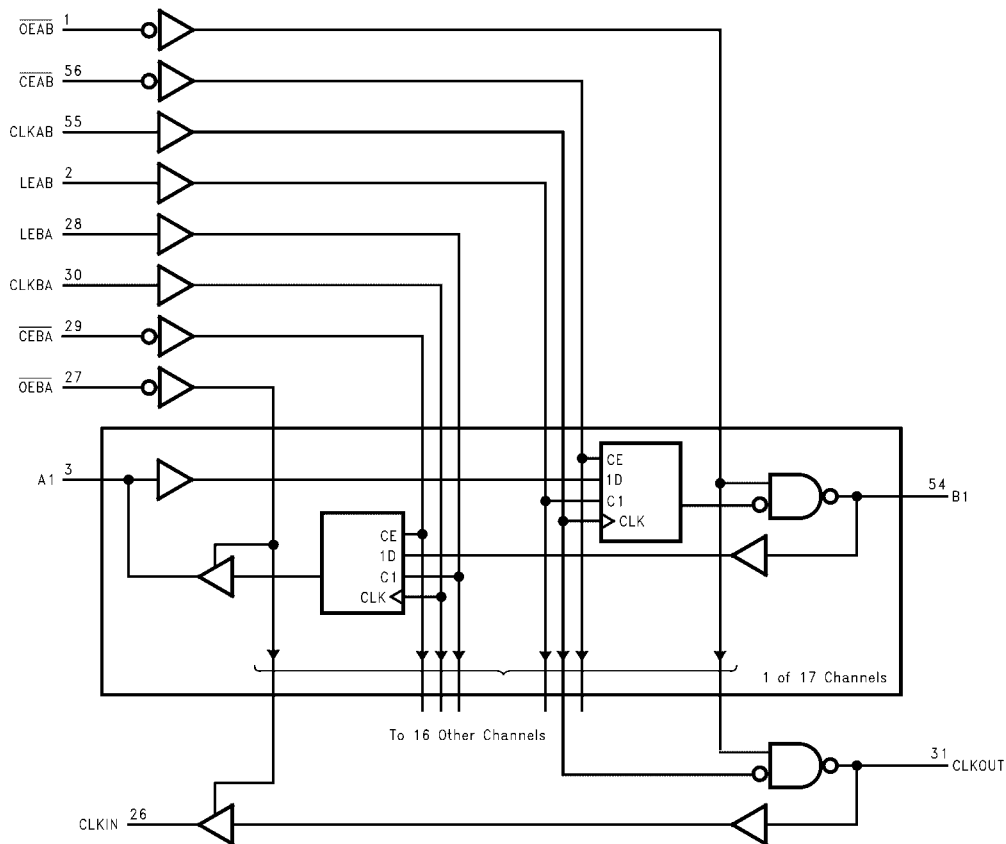 OEAB 1
CEAB 56
CLKAB 55
LEAB 2
LEBA 28
CLKBA 30
CEBA 29
OEBA 27
A1 3
CE
1D
C1
CLK
54 B1
CE
1D
C1
CLK
1 of 17 Channels
To 16 Other Channels
31 CLKOUT
CLKIN 26